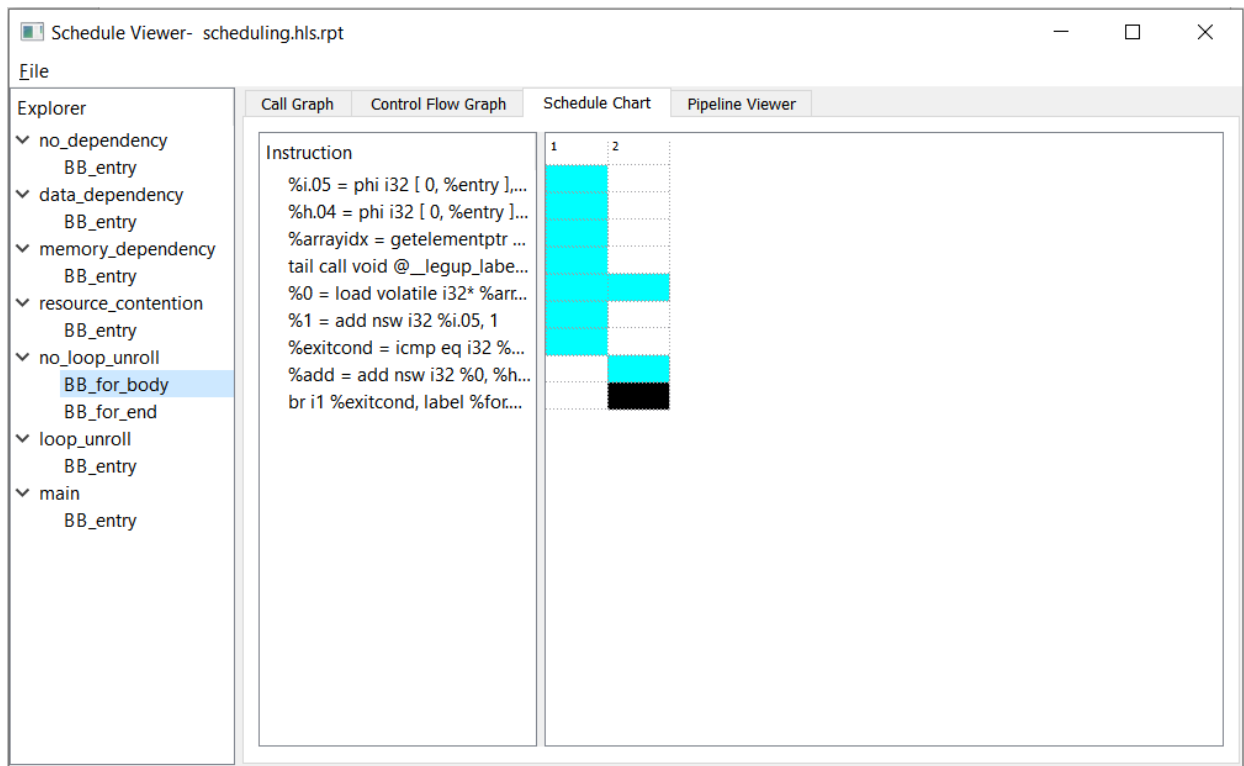 Schedule Viewer- scheduling.hls.rpt
File
Explorer
no_dependency
BB_entry
data_dependency
BB_entry
memory_dependency
BB_entry
resource_contention
BB_entry
no_loop_unroll
BB_for_body
BB_for_end
loop_unroll
BB_entry
main
BB_entry
Call Graph Control Flow Graph Schedule Chart Pipeline Viewer
Instruction
%i.05 = phi i32 [ 0, %entry ],...
%h.04 = phi i32 [ 0, %entry ]...
%arrayidx = getelementptr ...
tail call void @__legup_labe...
%0 = load volatile i32* %arr...
%1 = add nsw i32 %i.05, 1
%exitcond = icmp eq i32 %...
%add = add nsw i32 %0, %h...
br i1 %exitcond, label %for....
1 2